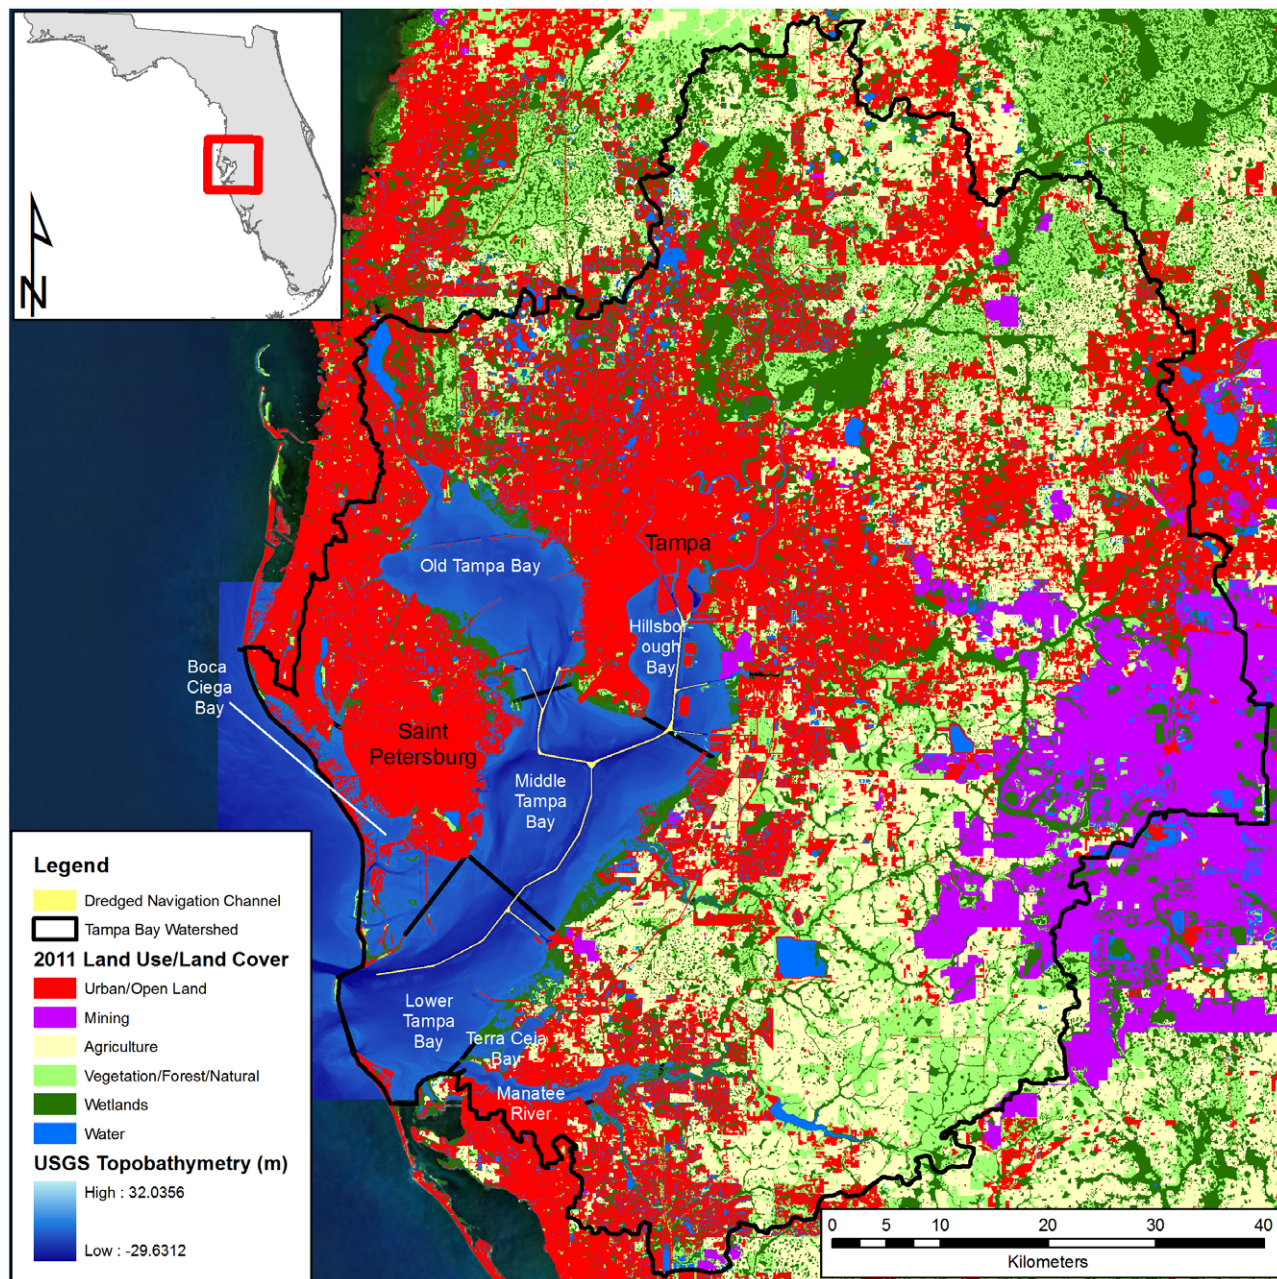 N
Tampa
Old Tampa Bay
Hillsbor-
ough
Bay
Boca
Ciega
Bay
Saint
Petersburg
Middle
Tampa
Bay
Lower
Tampa
Bay
Terra Ceia
Bay
Manatee
River
Legend
Dredged Navigation Channel
Tampa Bay Watershed
2011 Land Use/Land Cover
Urban/Open Land
Mining
Agriculture
Vegetation/Forest/Natural
Wetlands
Water
USGS Topobathymetry (m)
High : 32.0356
Low : -29.6312
0 5 10 20 30 40
Kilometers